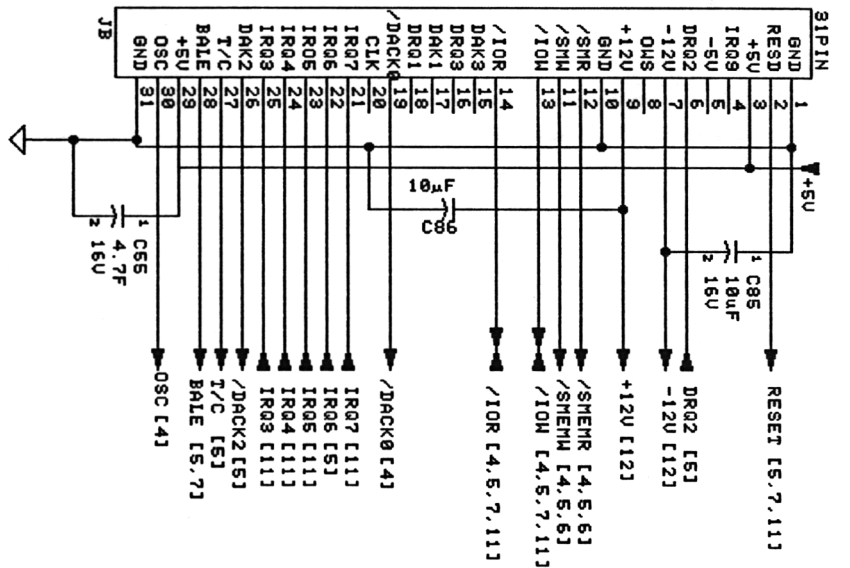 31PIN
JB
GND
RESD
+5V
IRQ9
-5V
DRQ2
-12V
OWS
+12V
GND
/SMR
/SMW
/IOW
/IOR
DAK3
DRQ3
DAK1
DRQ1
/DACK0
CLK
IRQ7
IRQ6
IRQ5
IRQ4
IRQ3
DAK2
T/C
BALE
+5V
OSC
GND
1
2
3
4
5
6
7
8
9
10
12
11
13
14
15
16
17
18
19
20
21
22
23
24
25
26
27
28
29
30
31
+5V
10µF
C86
1
2
C55
4.7F
16V
1
2
C85
10µF
16V
RESET [5,7,11]
DRQ2 [5]
-12V [12]
+12V [12]
/SMEMR [4,5,6]
/SMEMW [4,5,6]
/IOW [4,5,7,11]
/IOR [4,5,7,11]
/DACK0 [4]
IRQ7 [11]
IRQ6 [5]
IRQ5 [11]
IRQ4 [11]
IRQ3 [11]
/DACK2 [5]
T/C [5]
BALE [5,7]
OSC [4]